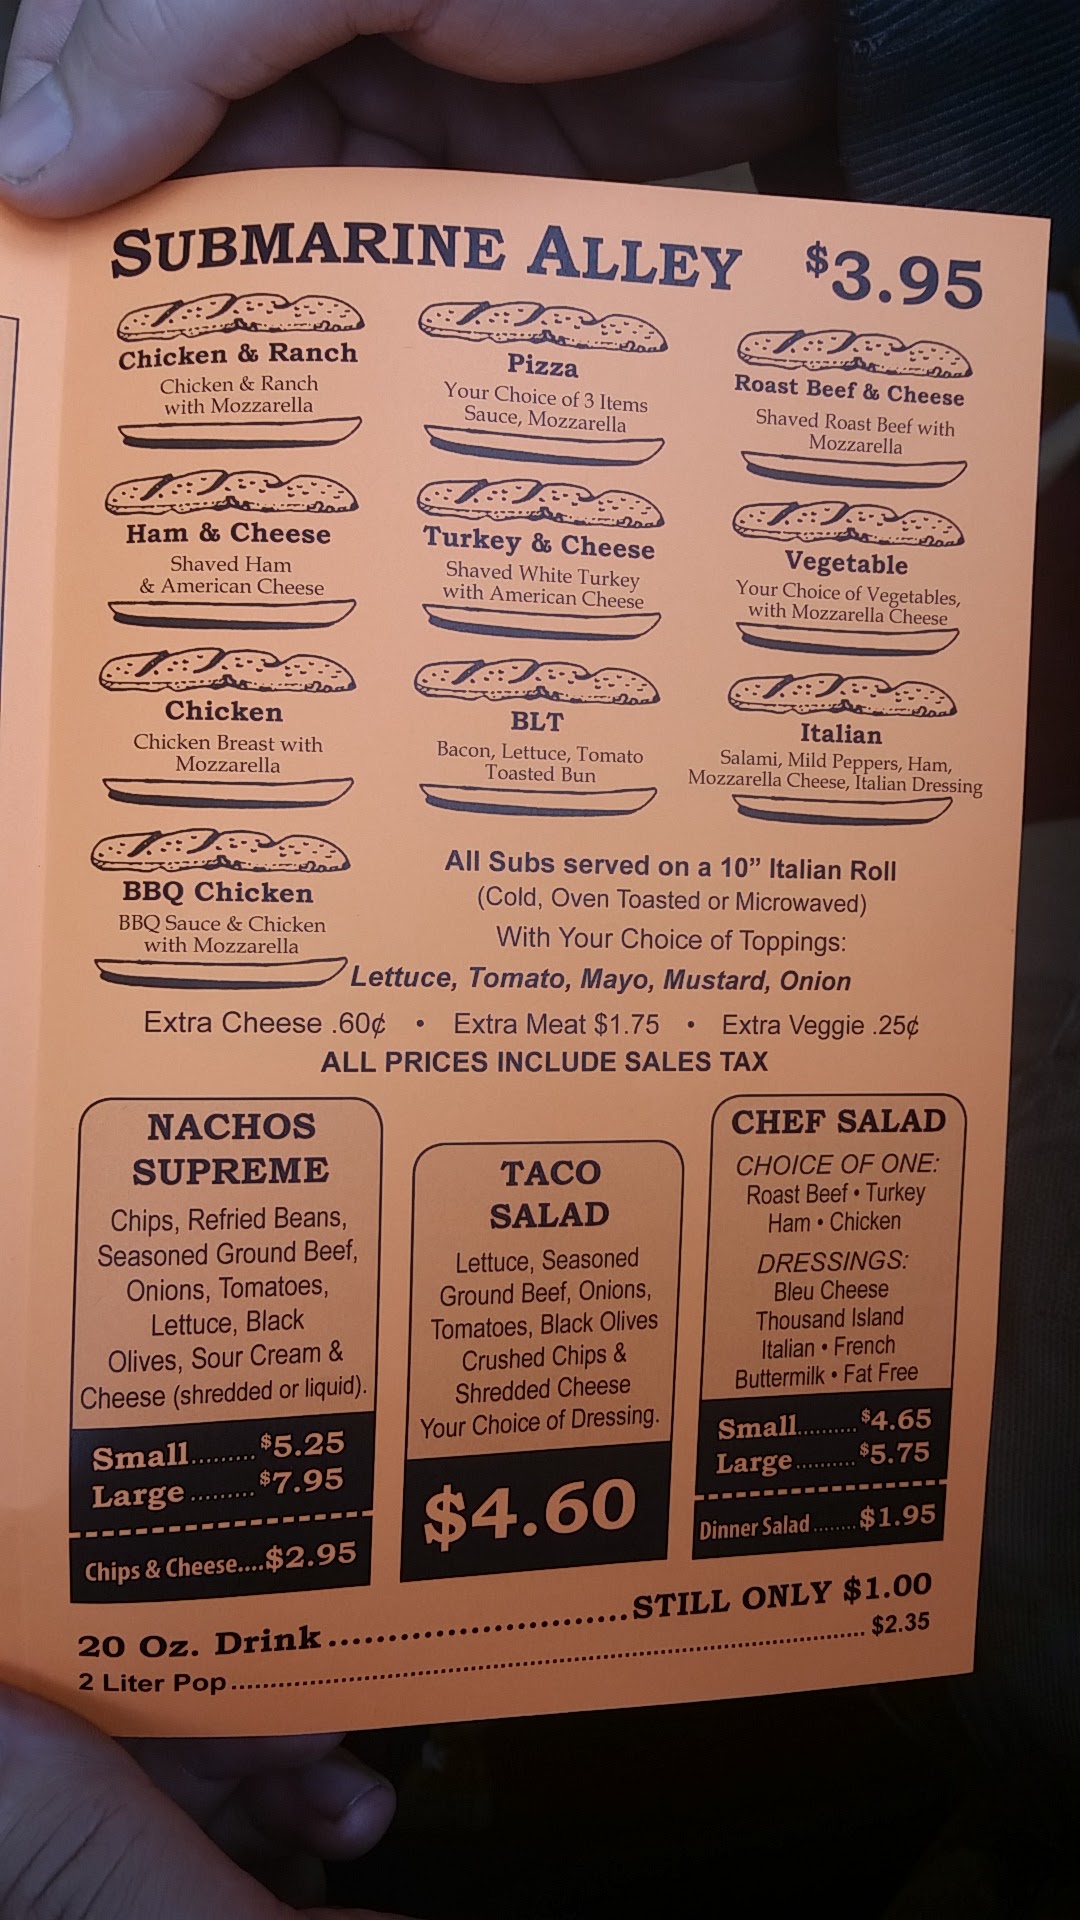 SUBMARINE ALLEY $3.95
Chicken & Ranch
Chicken & Ranch
with Mozzarella
Pizza
Your Choice of 3 Items
Sauce, Mozzarella
Roast Beef & Cheese
Shaved Roast Beef with
Mozzarella
Ham & Cheese
Shaved Ham
& American Cheese
Turkey & Cheese
Shaved White Turkey
with American Cheese
Vegetable
Your Choice of Vegetables,
with Mozzarella Cheese
Chicken
Chicken Breast with
Mozzarella
BLT
Bacon, Lettuce, Tomato
Toasted Bun
Italian
Salami, Mild Peppers, Ham,
Mozzarella Cheese, Italian Dressing
BBQ Chicken
BBQ Sauce & Chicken
with Mozzarella
All Subs served on a 10” Italian Roll
(Cold, Oven Toasted or Microwaved)
With Your Choice of Toppings:
Lettuce, Tomato, Mayo, Mustard, Onion
Extra Cheese .60¢ • Extra Meat $1.75 • Extra Veggie .25¢
ALL PRICES INCLUDE SALES TAX
NACHOS
SUPREME
Chips, Refried Beans,
Seasoned Ground Beef,
Onions, Tomatoes,
Lettuce, Black
Olives, Sour Cream &
Cheese (shredded or liquid).
Small.........$5.25
Large.........$7.95
Chips & Cheese....$2.95
TACO
SALAD
Lettuce, Seasoned
Ground Beef, Onions,
Tomatoes, Black Olives
Crushed Chips &
Shredded Cheese
Your Choice of Dressing.
$4.60
CHEF SALAD
CHOICE OF ONE:
Roast Beef • Turkey
Ham • Chicken
DRESSINGS:
Bleu Cheese
Thousand Island
Italian • French
Buttermilk • Fat Free
Small..........$4.65
Large..........$5.75
Dinner Salad........$1.95
20 Oz. Drink..........................STILL ONLY $1.00
2 Liter Pop.......................................................... $2.35